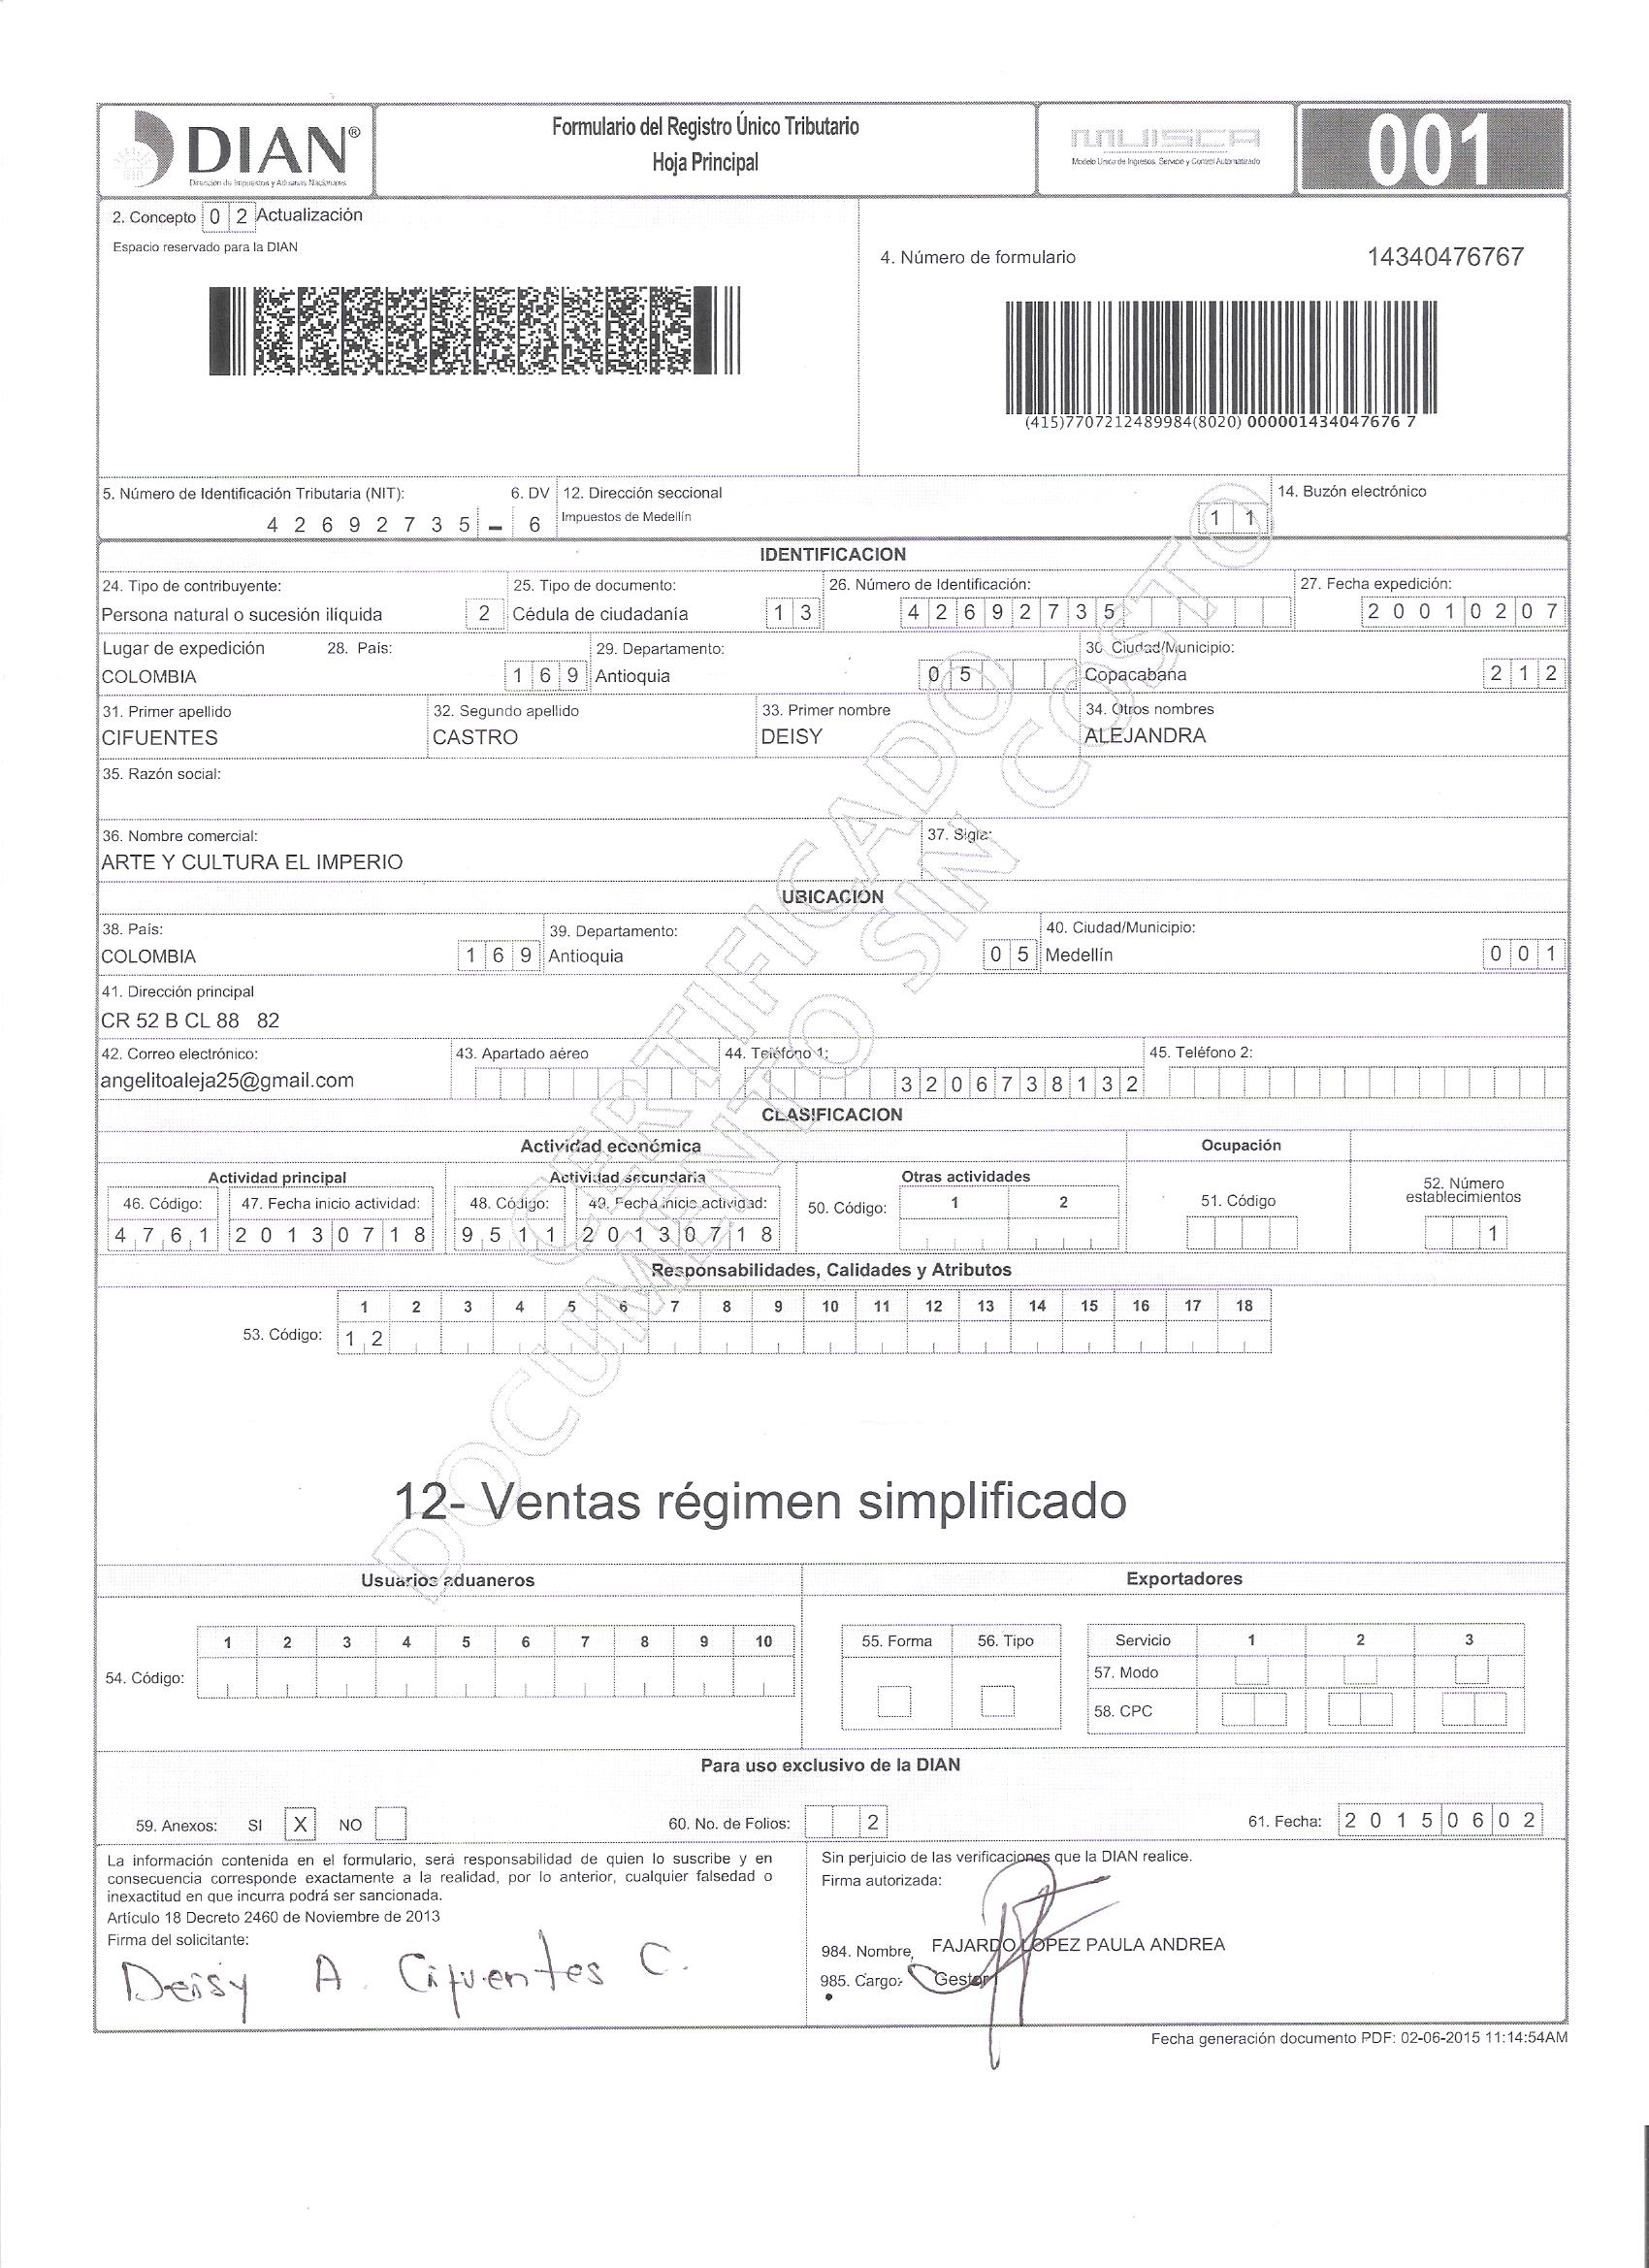 DIAN®
Dirección de Impuestos y Aduanas Nacionales
Formulario del Registro Único Tributario
Hoja Principal
MUISCA
Modelo Único de Ingresos, Servicio y Control Automatizado
001
2. Concepto 0 2 Actualización
Espacio reservado para la DIAN
4. Número de formulario 14340476767
(415)7707212489984(8020) 000001434047676 7
5. Número de Identificación Tributaria (NIT): 6. DV 12. Dirección seccional 14. Buzón electrónico
4 2 6 9 2 7 3 5 - 6 Impuestos de Medellín 1 1
IDENTIFICACION
24. Tipo de contribuyente: 25. Tipo de documento: 26. Número de Identificación: 27. Fecha expedición:
Persona natural o sucesión ilíquida 2 Cédula de ciudadanía 1 3 4 2 6 9 2 7 3 5 2 0 0 1 0 2 0 7
Lugar de expedición 28. País: 29. Departamento: 30. Ciudad/Municipio:
COLOMBIA 1 6 9 Antioquia 0 5 Copacabana 2 1 2
31. Primer apellido 32. Segundo apellido 33. Primer nombre 34. Otros nombres
CIFUENTES CASTRO DEISY ALEJANDRA
35. Razón social:
36. Nombre comercial: 37. Sigla:
ARTE Y CULTURA EL IMPERIO
UBICACION
38. País: 39. Departamento: 40. Ciudad/Municipio:
COLOMBIA 1 6 9 Antioquia 0 5 Medellín 0 0 1
41. Dirección principal
CR 52 B CL 88 82
42. Correo electrónico: 43. Apartado aéreo 44. Teléfono 1: 45. Teléfono 2:
angelitoaleja25@gmail.com 3 2 0 6 7 3 8 1 3 2
CLASIFICACION
Actividad económica Ocupación
Actividad principal Actividad secundaria Otras actividades 52. Número establecimientos
46. Código: 47. Fecha inicio actividad: 48. Código: 49. Fecha inicio actividad: 50. Código: 1 2 51. Código
4 7 6 1 2 0 1 3 0 7 1 8 9 5 1 1 2 0 1 3 0 7 1 8 1
Responsabilidades, Calidades y Atributos
1 2 3 4 5 6 7 8 9 10 11 12 13 14 15 16 17 18
53. Código: 1 2
12- Ventas régimen simplificado
CERTIFICADO
DOCUMENTO SIN COSTO
Usuarios aduaneros Exportadores
1 2 3 4 5 6 7 8 9 10 55. Forma 56. Tipo Servicio 1 2 3
54. Código: 57. Modo
58. CPC
Para uso exclusivo de la DIAN
59. Anexos: SI X NO 60. No. de Folios: 2 61. Fecha: 2 0 1 5 0 6 0 2
La información contenida en el formulario, será responsabilidad de quien lo suscribe y en
consecuencia corresponde exactamente a la realidad, por lo anterior, cualquier falsedad o
inexactitud en que incurra podrá ser sancionada.
Artículo 18 Decreto 2460 de Noviembre de 2013
Firma del solicitante:
Deisy A. Cifuentes C.
Sin perjuicio de las verificaciones que la DIAN realice.
Firma autorizada:
984. Nombre FAJARDO LOPEZ PAULA ANDREA
985. Cargo: Gestor I
Fecha generación documento PDF: 02-06-2015 11:14:54AM